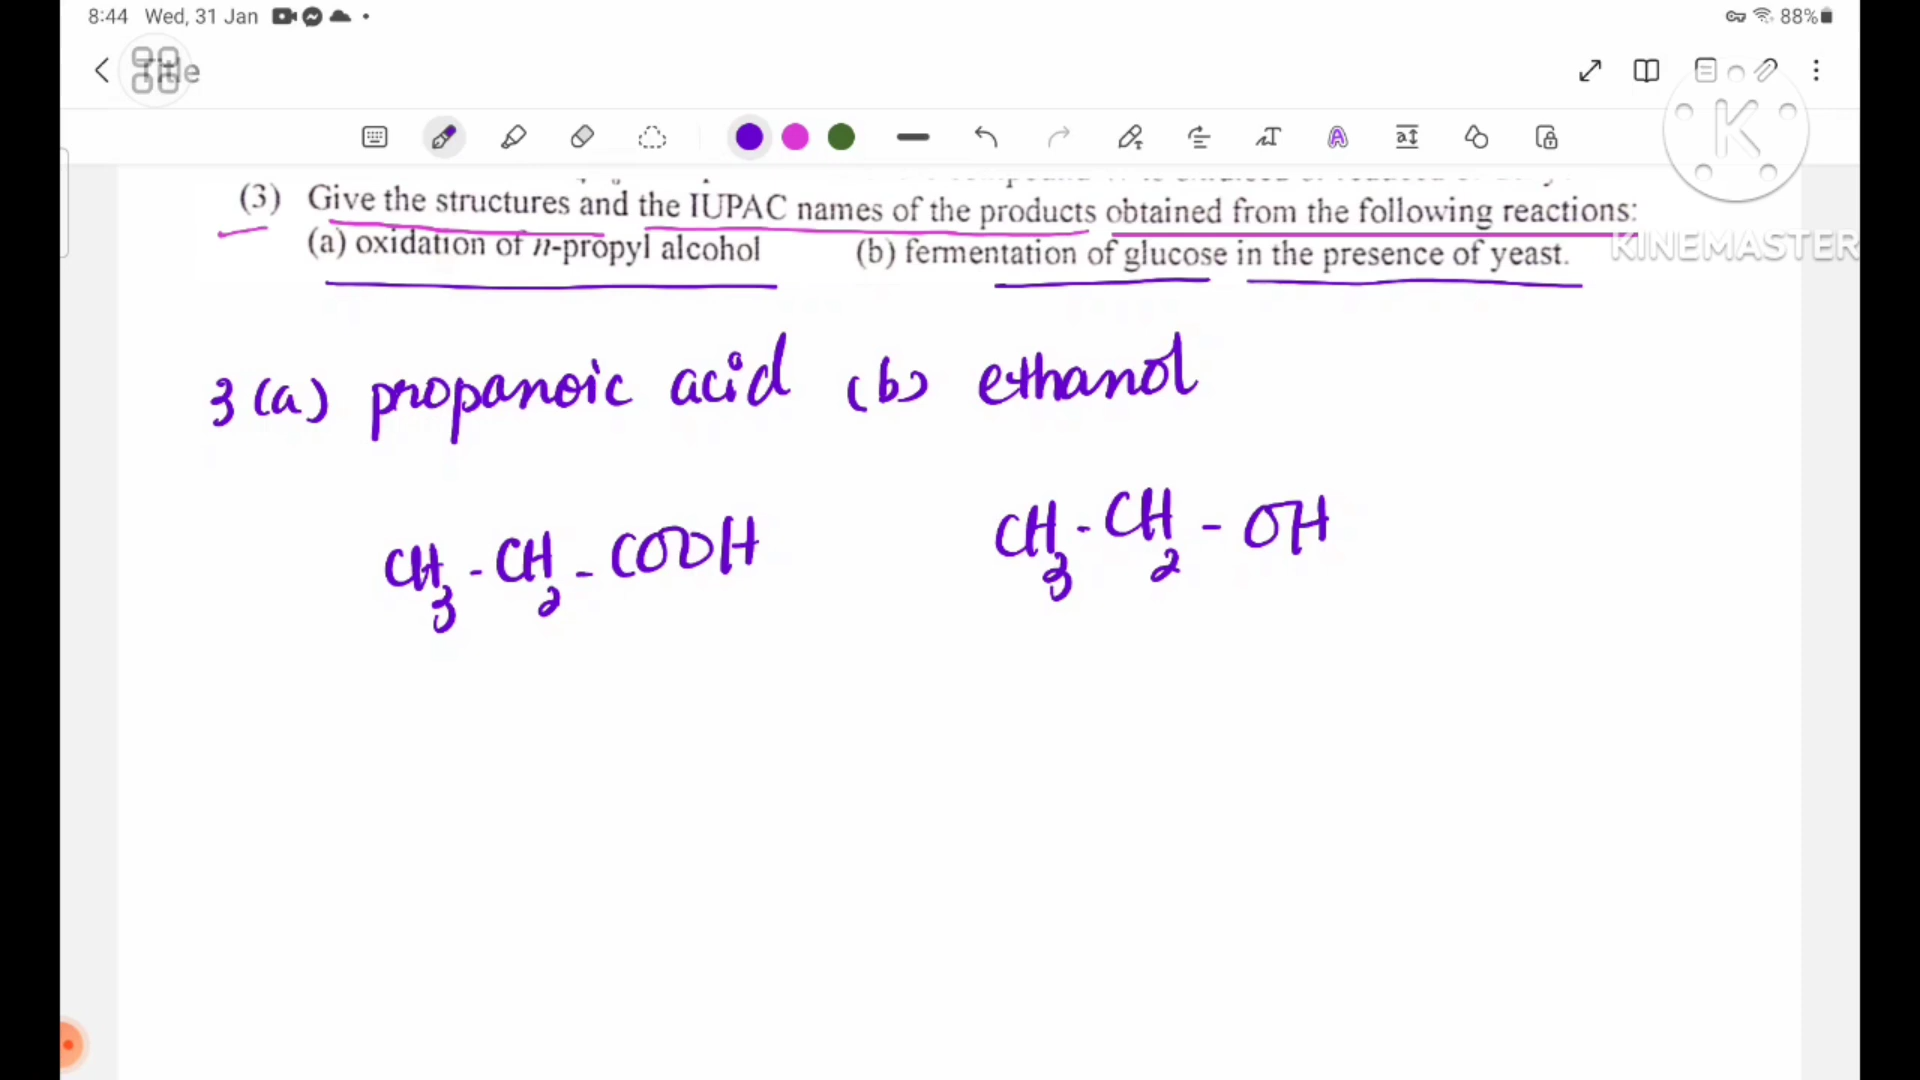 8:44 Wed, 31 Jan
88%
Title
K
KINEMASTER
(3) Give the structures and the IUPAC names of the products obtained from the following reactions:
(a) oxidation of n-propyl alcohol (b) fermentation of glucose in the presence of yeast.
3 (a) propanoic acid (b) ethanol
CH3 - CH2 - COOH CH3 - CH2 - OH